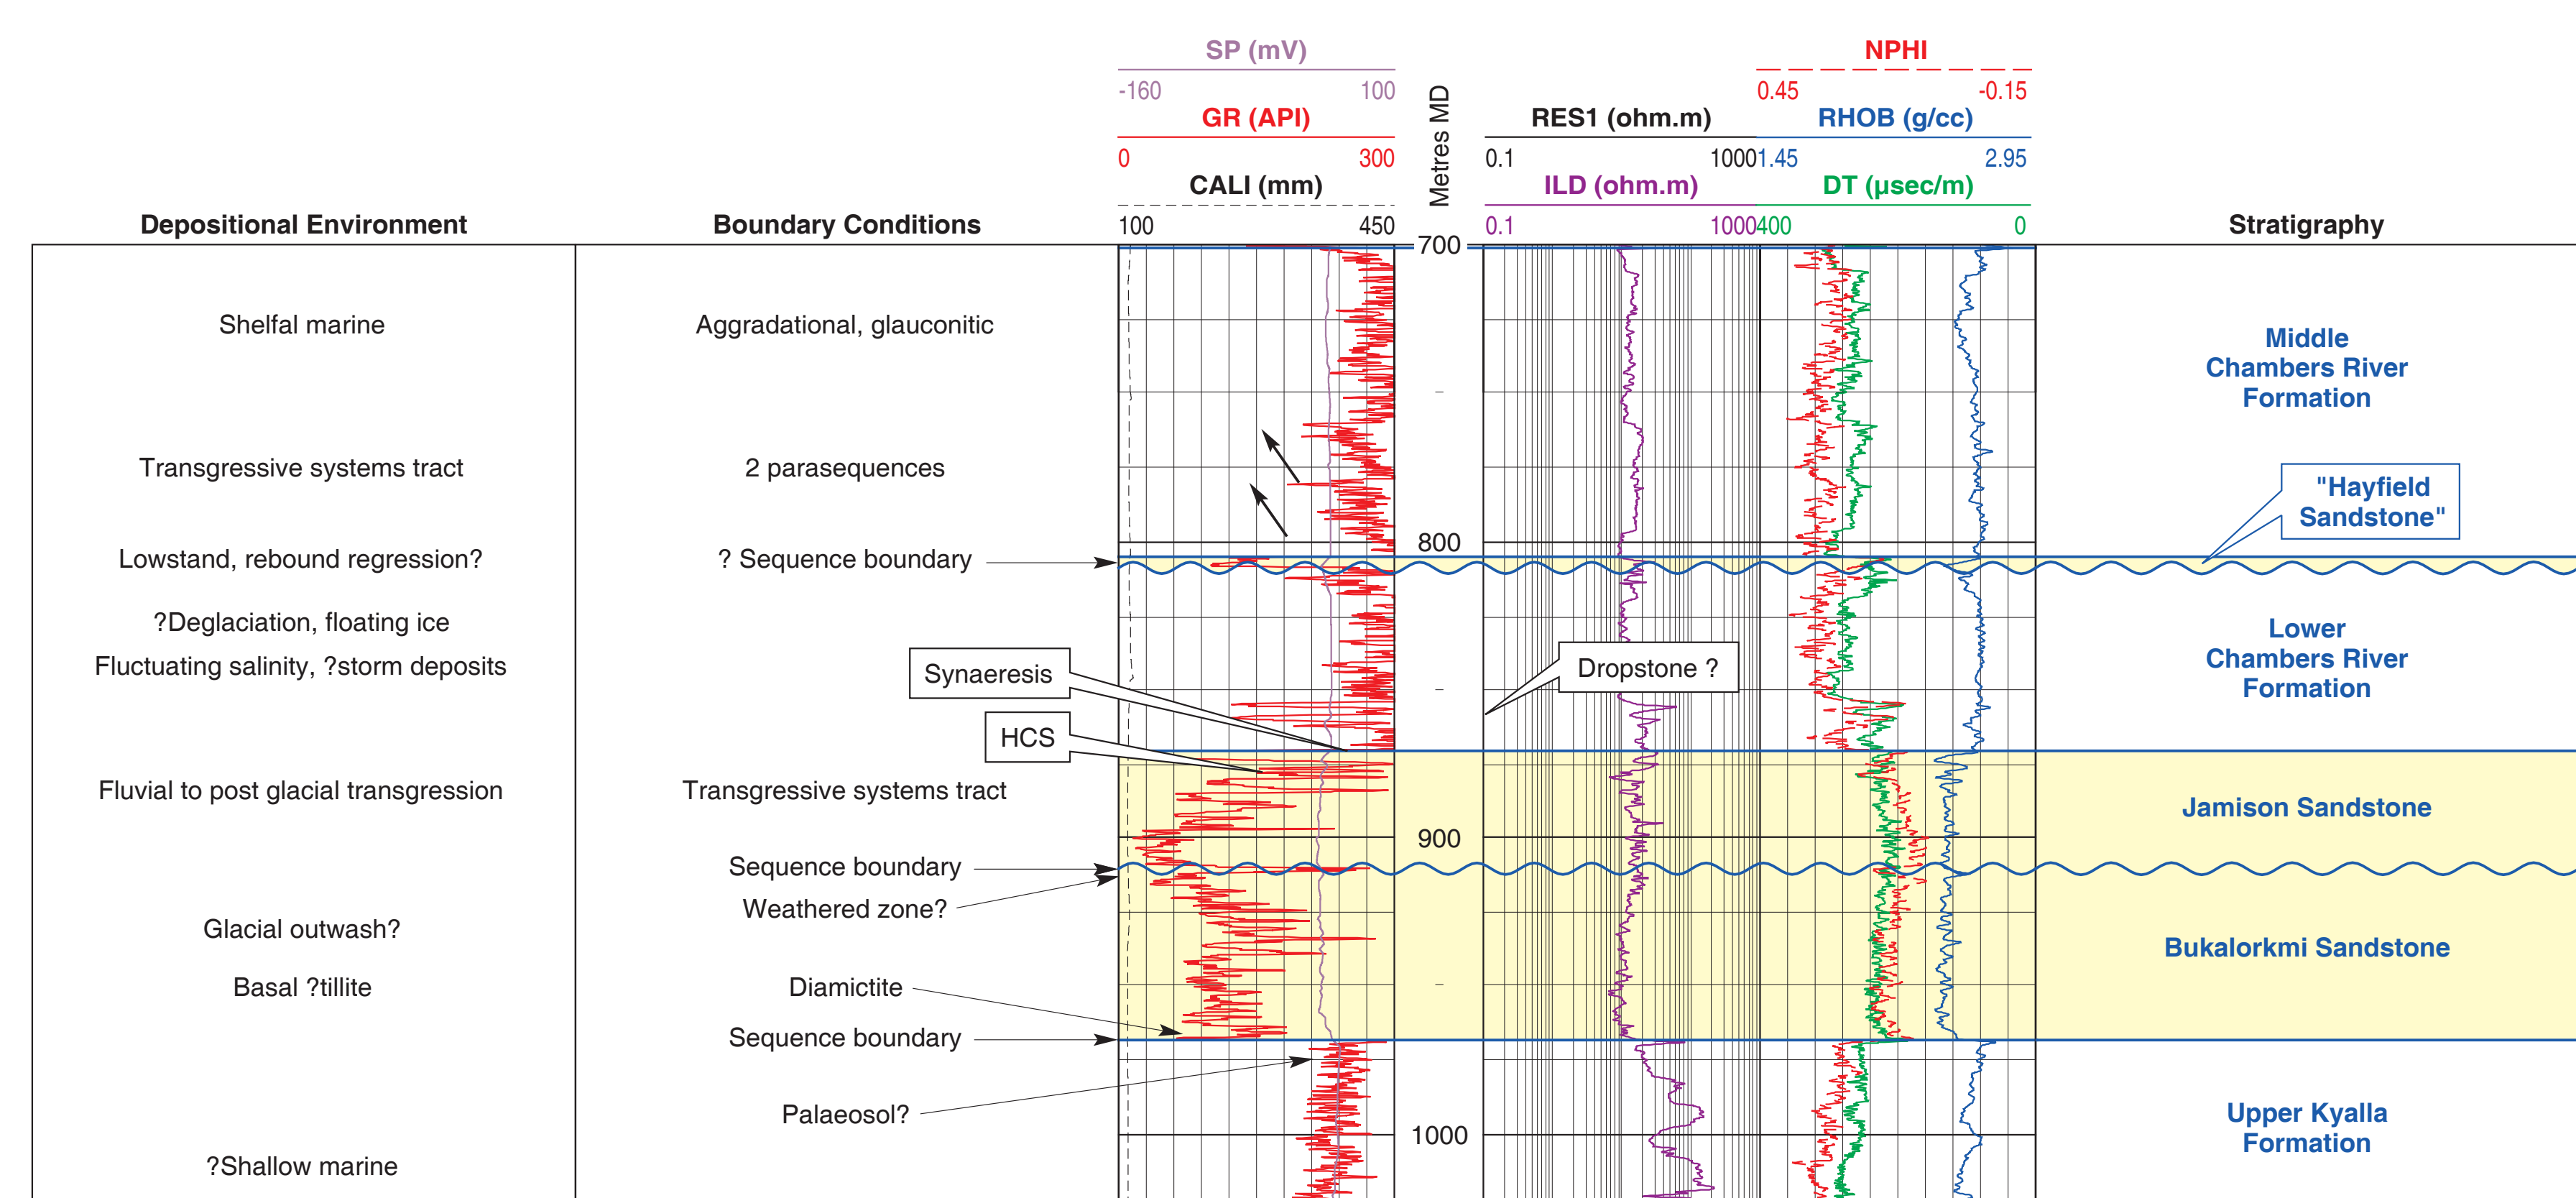 SP (mV)
-160 100
GR (API)
0 300
CALI (mm)
100 450
Metres MD
RES1 (ohm.m)
0.1 1000
ILD (ohm.m)
0.1 1000
NPHI
0.45 -0.15
RHOB (g/cc)
1.45 2.95
DT (µsec/m)
400 0
Depositional Environment
Boundary Conditions
Stratigraphy
700
Shelfal marine
Aggradational, glauconitic
Middle
Chambers River
Formation
Transgressive systems tract
2 parasequences
"Hayfield
Sandstone"
800
Lowstand, rebound regression?
? Sequence boundary
?Deglaciation, floating ice
Fluctuating salinity, ?storm deposits
Lower
Chambers River
Formation
Synaeresis
Dropstone ?
HCS
Fluvial to post glacial transgression
Transgressive systems tract
Jamison Sandstone
900
Sequence boundary
Weathered zone?
Glacial outwash?
Bukalorkmi Sandstone
Basal ?tillite
Diamictite
Sequence boundary
Palaeosol?
Upper Kyalla
Formation
1000
?Shallow marine